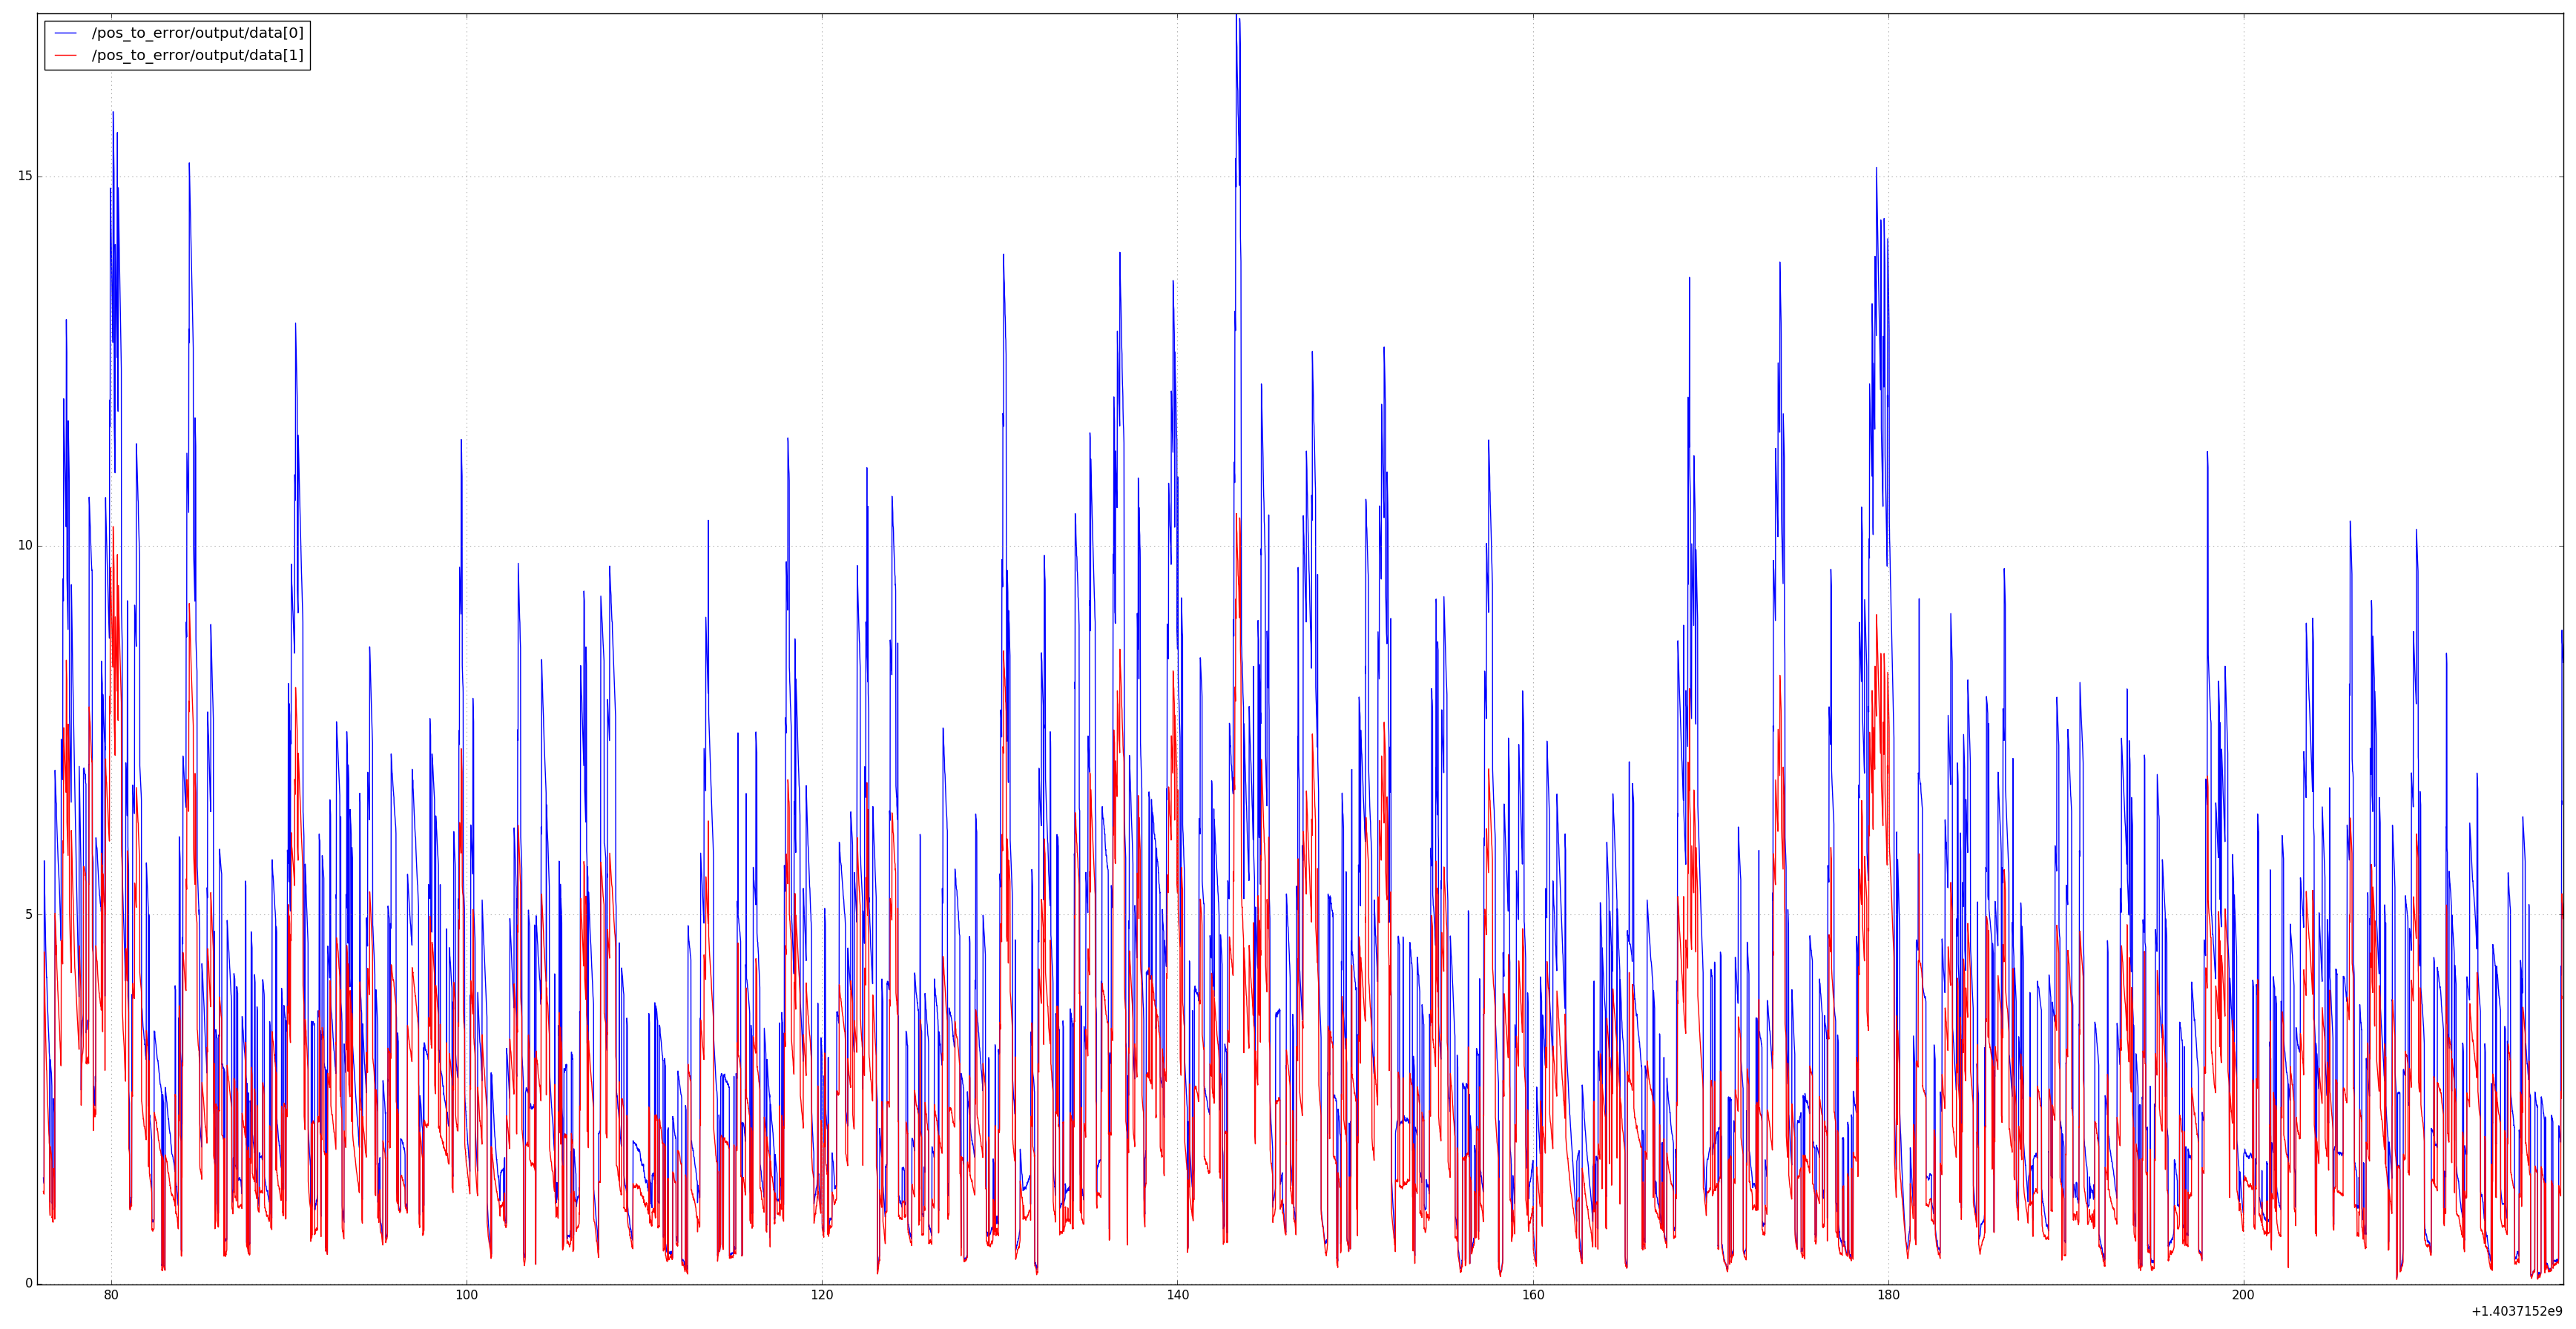 /pos_to_error/output/data[0]
/pos_to_error/output/data[1]
15
10
5
0
80 100 120 140 160 180 200
+1.4037152e9